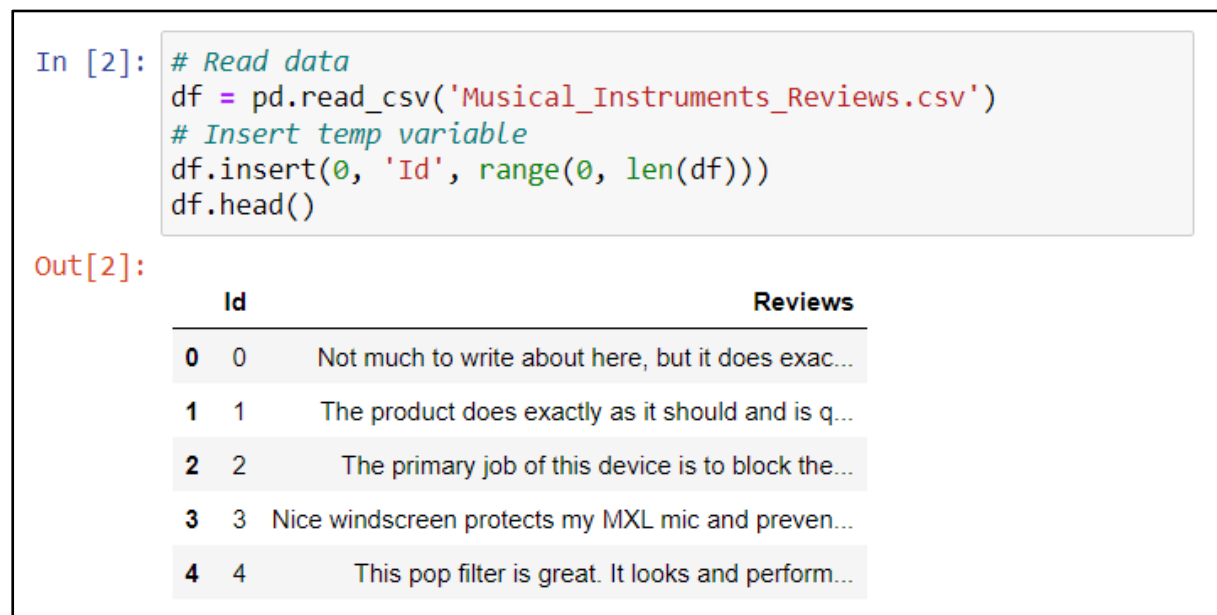 In [2]: # Read data
df = pd.read_csv('Musical_Instruments_Reviews.csv')
# Insert temp variable
df.insert(0, 'Id', range(0, len(df)))
df.head()
Out[2]:
Id Reviews
0 0 Not much to write about here, but it does exac...
1 1 The product does exactly as it should and is q...
2 2 The primary job of this device is to block the...
3 3 Nice windscreen protects my MXL mic and preven...
4 4 This pop filter is great. It looks and perform...